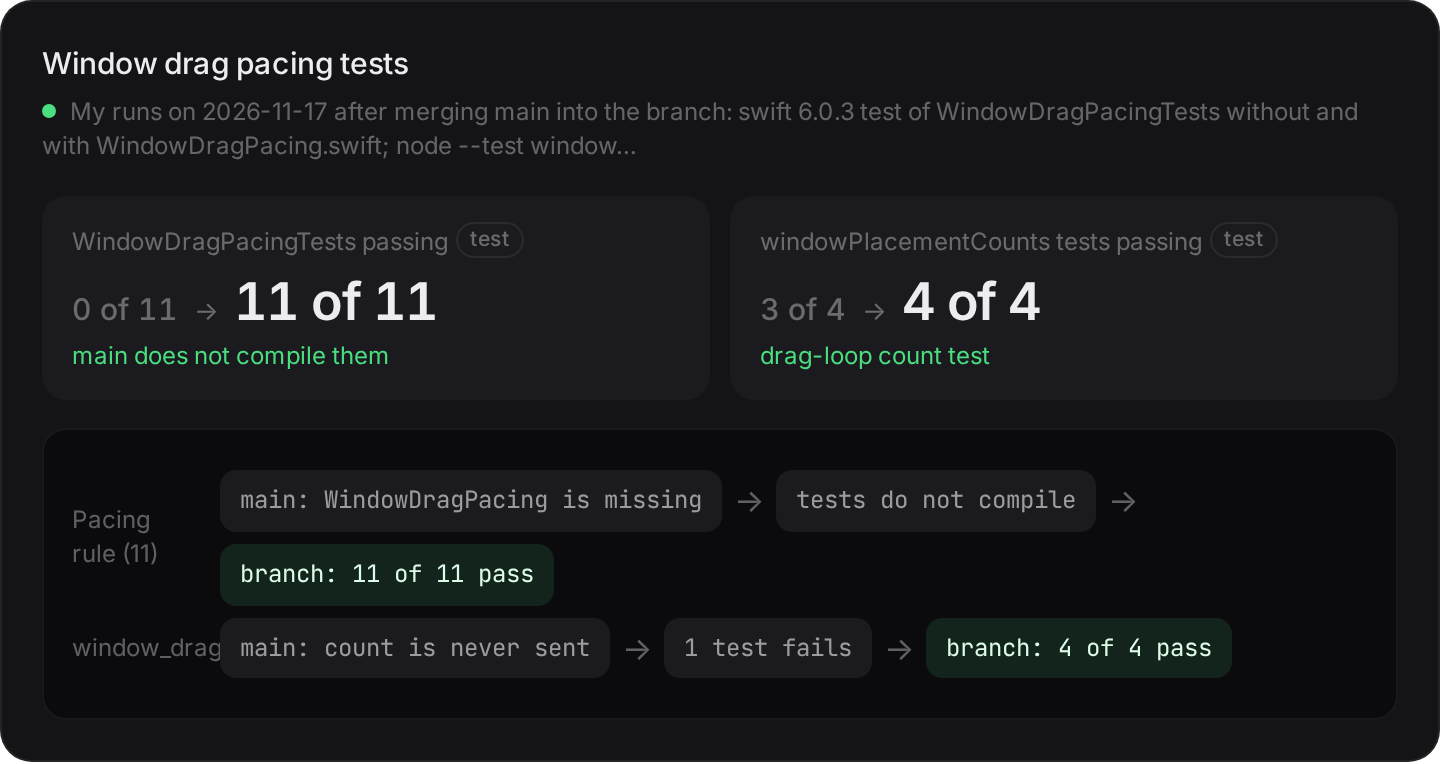 Window drag pacing tests
My runs on 2026-11-17 after merging main into the branch: swift 6.0.3 test of WindowDragPacingTests without and
with WindowDragPacing.swift; node --test window...
WindowDragPacingTests passing test
0 of 11 → 11 of 11
main does not compile them
windowPlacementCounts tests passing test
3 of 4 → 4 of 4
drag-loop count test
Pacing
rule (11)
main: WindowDragPacing is missing → tests do not compile →
branch: 11 of 11 pass
window_drag main: count is never sent → 1 test fails → branch: 4 of 4 pass